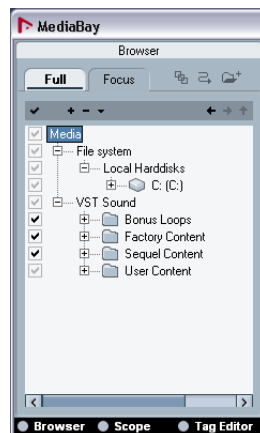 MediaBay
Browser
Full Focus
Media
File system
Local Harddisks
C: (C:)
VST Sound
Bonus Loops
Factory Content
Sequel Content
User Content
Browser Scope Tag Editor